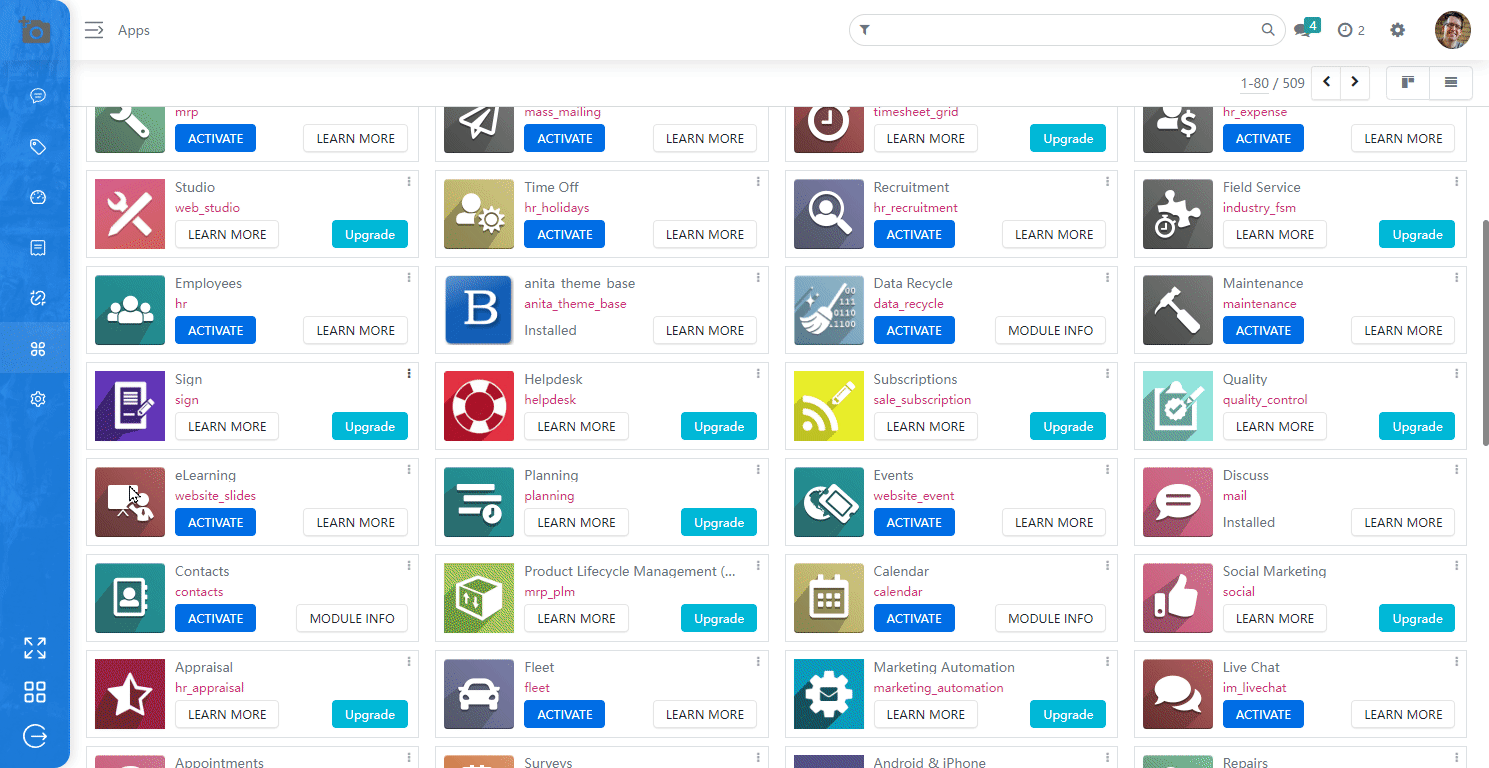 Apps
4
2
1-80 / 509
mrp
ACTIVATE LEARN MORE
mass_mailing
ACTIVATE LEARN MORE
timesheet_grid
LEARN MORE Upgrade
hr_expense
ACTIVATE LEARN MORE
Studio
web_studio
LEARN MORE Upgrade
Time Off
hr_holidays
ACTIVATE LEARN MORE
Recruitment
hr_recruitment
ACTIVATE LEARN MORE
Field Service
industry_fsm
LEARN MORE Upgrade
Employees
hr
ACTIVATE LEARN MORE
B
anita theme base
anita_theme_base
Installed LEARN MORE
Data Recycle
data_recycle
ACTIVATE MODULE INFO
Maintenance
maintenance
ACTIVATE LEARN MORE
Sign
sign
LEARN MORE Upgrade
Helpdesk
helpdesk
LEARN MORE Upgrade
Subscriptions
sale_subscription
LEARN MORE Upgrade
Quality
quality_control
LEARN MORE Upgrade
eLearning
website_slides
ACTIVATE LEARN MORE
Planning
planning
LEARN MORE Upgrade
Events
website_event
ACTIVATE LEARN MORE
Discuss
mail
Installed LEARN MORE
Contacts
contacts
ACTIVATE MODULE INFO
Product Lifecycle Management (...
mrp_plm
LEARN MORE Upgrade
Calendar
calendar
ACTIVATE MODULE INFO
Social Marketing
social
LEARN MORE Upgrade
Appraisal
hr_appraisal
LEARN MORE Upgrade
Fleet
fleet
ACTIVATE LEARN MORE
Marketing Automation
marketing_automation
LEARN MORE Upgrade
Live Chat
im_livechat
ACTIVATE LEARN MORE
Appointments
Surveys
Android & iPhone
Repairs